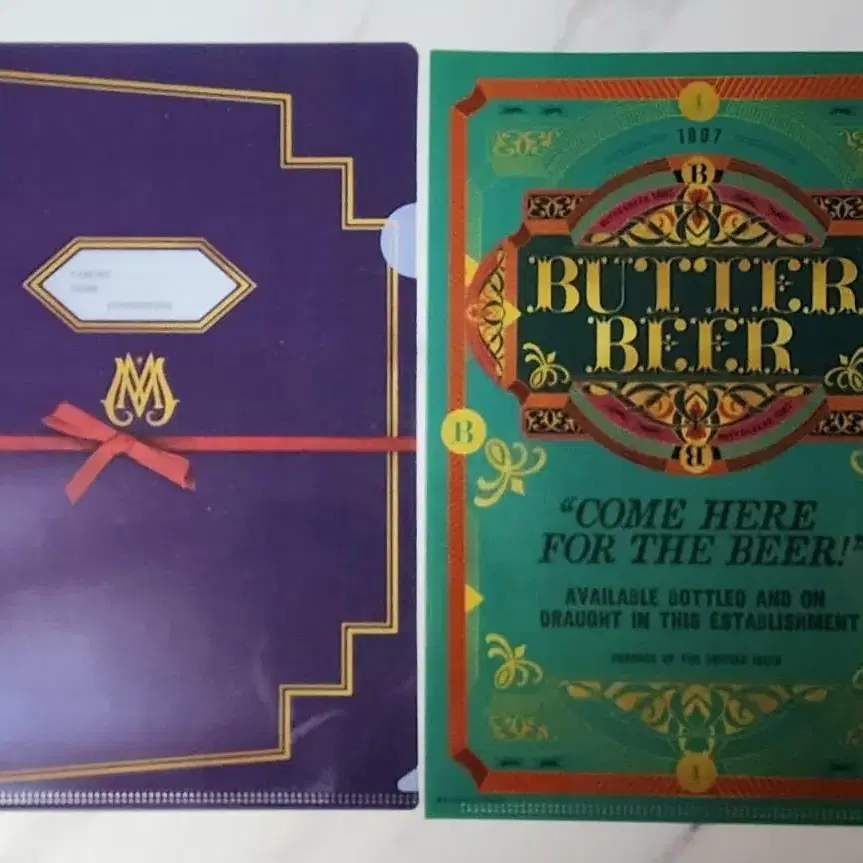 M
1897
B
BUTTER
BEER
B
B
"COME HERE
FOR THE BEER!"
AVAILABLE BOTTLED AND ON
DRAUGHT IN THIS ESTABLISHMENT